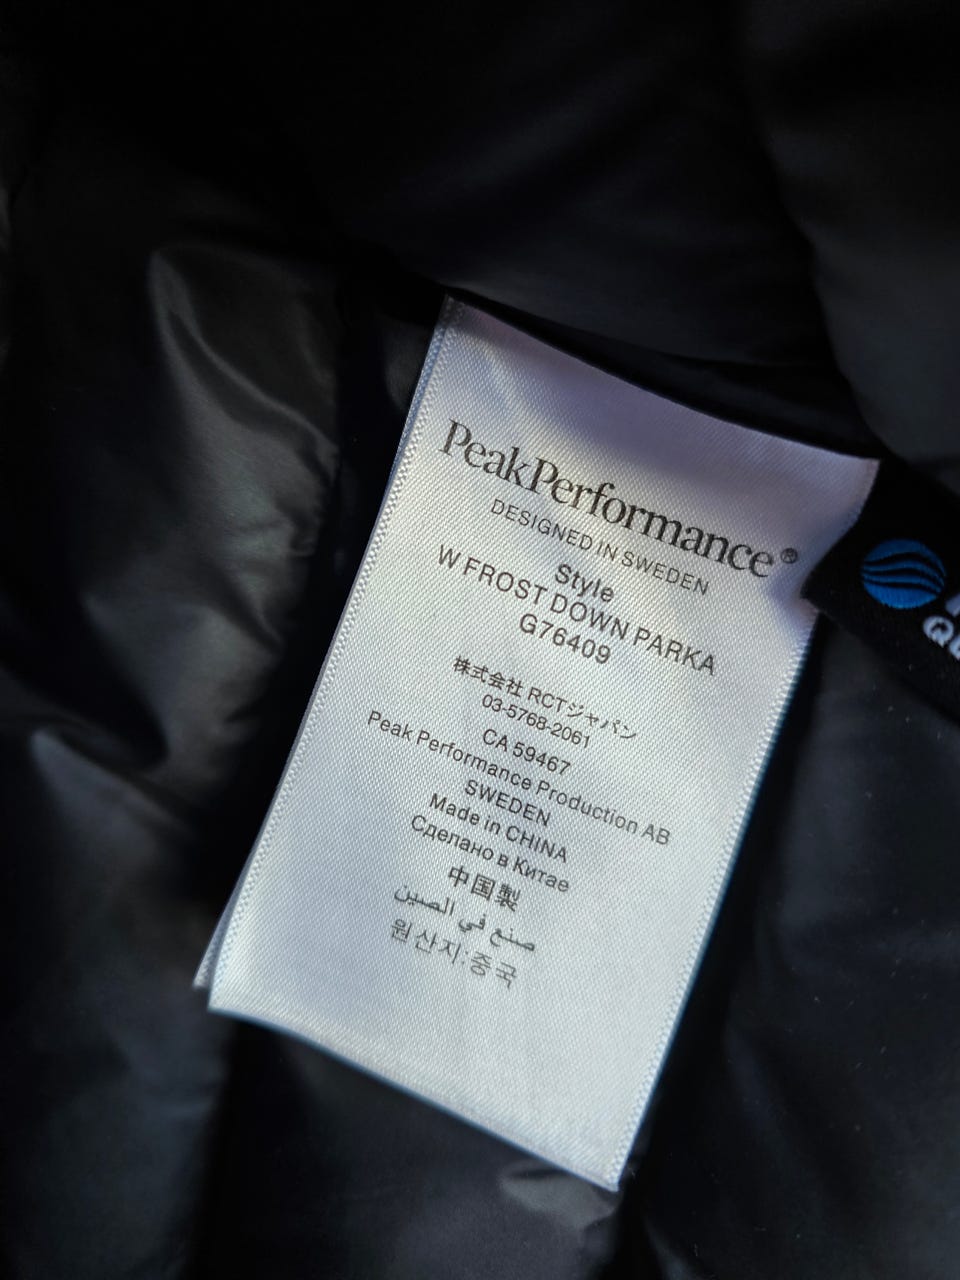 PeakPerformance®
DESIGNED IN SWEDEN
Style
W FROST DOWN PARKA
G76409
株式会社 RCTジャパン
03-5768-2061
CA 59467
Peak Performance Production AB
SWEDEN
Made in CHINA
Сделано в Китае
中国製
صنع في الصين
원산지:중국